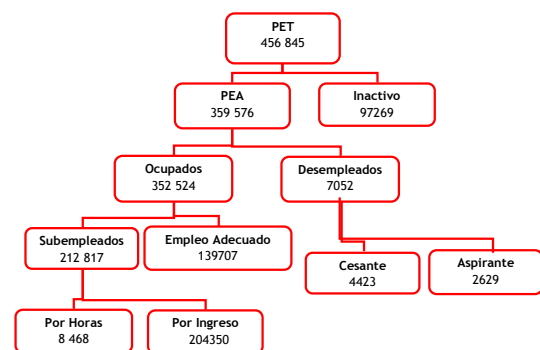 PET
456 845
PEA
359 576
Inactivo
97269
Ocupados
352 524
Desempleados
7052
Subempleados
212 817
Empleo Adecuado
139707
Cesante
4423
Aspirante
2629
Por Horas
8 468
Por Ingreso
204350